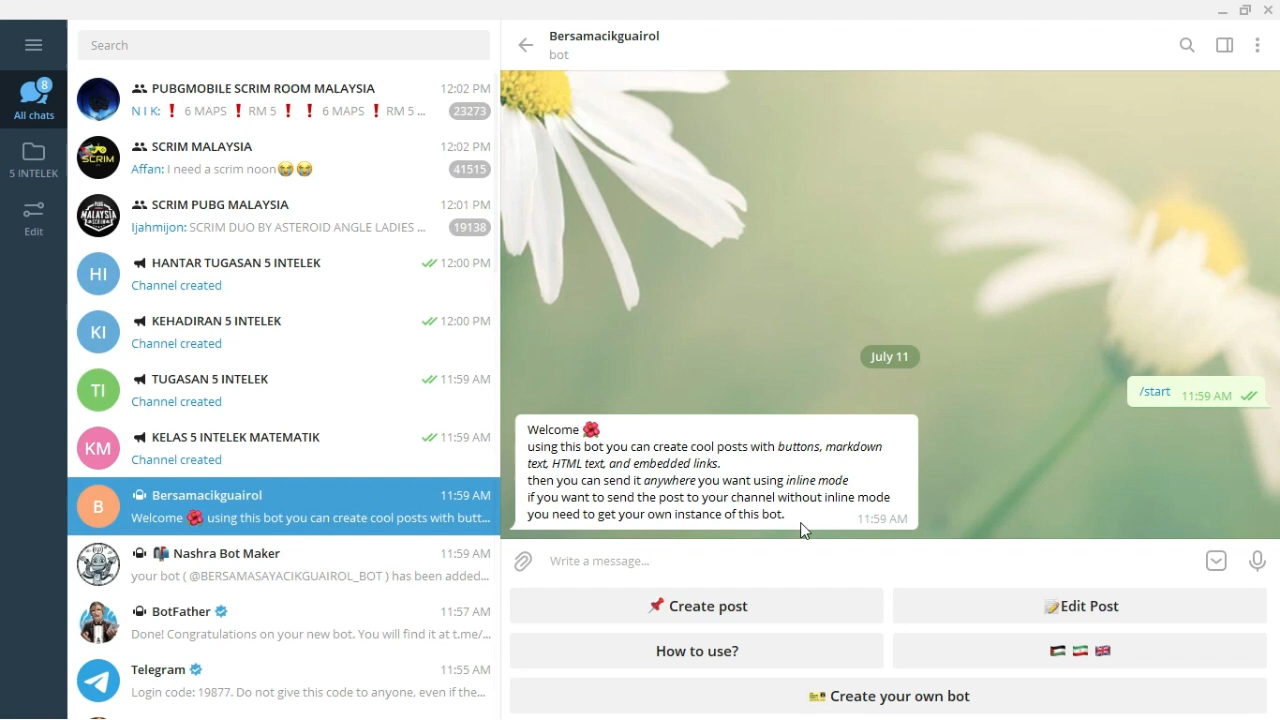 Search
8
All chats
5 INTELEK
Edit
PUBGMOBILE SCRIM ROOM MALAYSIA 12:02 PM
N I K: ❗ 6 MAPS ❗RM 5 ❗ ❗ 6 MAPS ❗RM 5 ... 23273
SCRIM MALAYSIA 12:02 PM
Affan: I need a scrim noon😭😭 41515
SCRIM PUBG MALAYSIA 12:01 PM
Ijahmijon: SCRIM DUO BY ASTEROID ANGLE LADIES ... 19138
HI HANTAR TUGASAN 5 INTELEK 12:00 PM
Channel created
KI KEHADIRAN 5 INTELEK 12:00 PM
Channel created
TI TUGASAN 5 INTELEK 11:59 AM
Channel created
KM KELAS 5 INTELEK MATEMATIK 11:59 AM
Channel created
B Bersamacikguairol 11:59 AM
Welcome 🌺 using this bot you can create cool posts with butt...
Nashra Bot Maker 11:59 AM
your bot ( @BERSAMASAYACIKGUAIROL_BOT ) has been added...
BotFather 11:57 AM
Done! Congratulations on your new bot. You will find it at t.me/...
Telegram 11:55 AM
Login code: 19877. Do not give this code to anyone, even if the...
Bersamacikguairol
bot
July 11
/start 11:59 AM
Welcome 🌺
using this bot you can create cool posts with buttons, markdown
text, HTML text, and embedded links.
then you can send it anywhere you want using inline mode
if you want to send the post to your channel without inline mode
you need to get your own instance of this bot. 11:59 AM
Write a message...
📌 Create post
📝Edit Post
How to use?
🇵🇸 🇮🇷 🇬🇧
🎫 Create your own bot